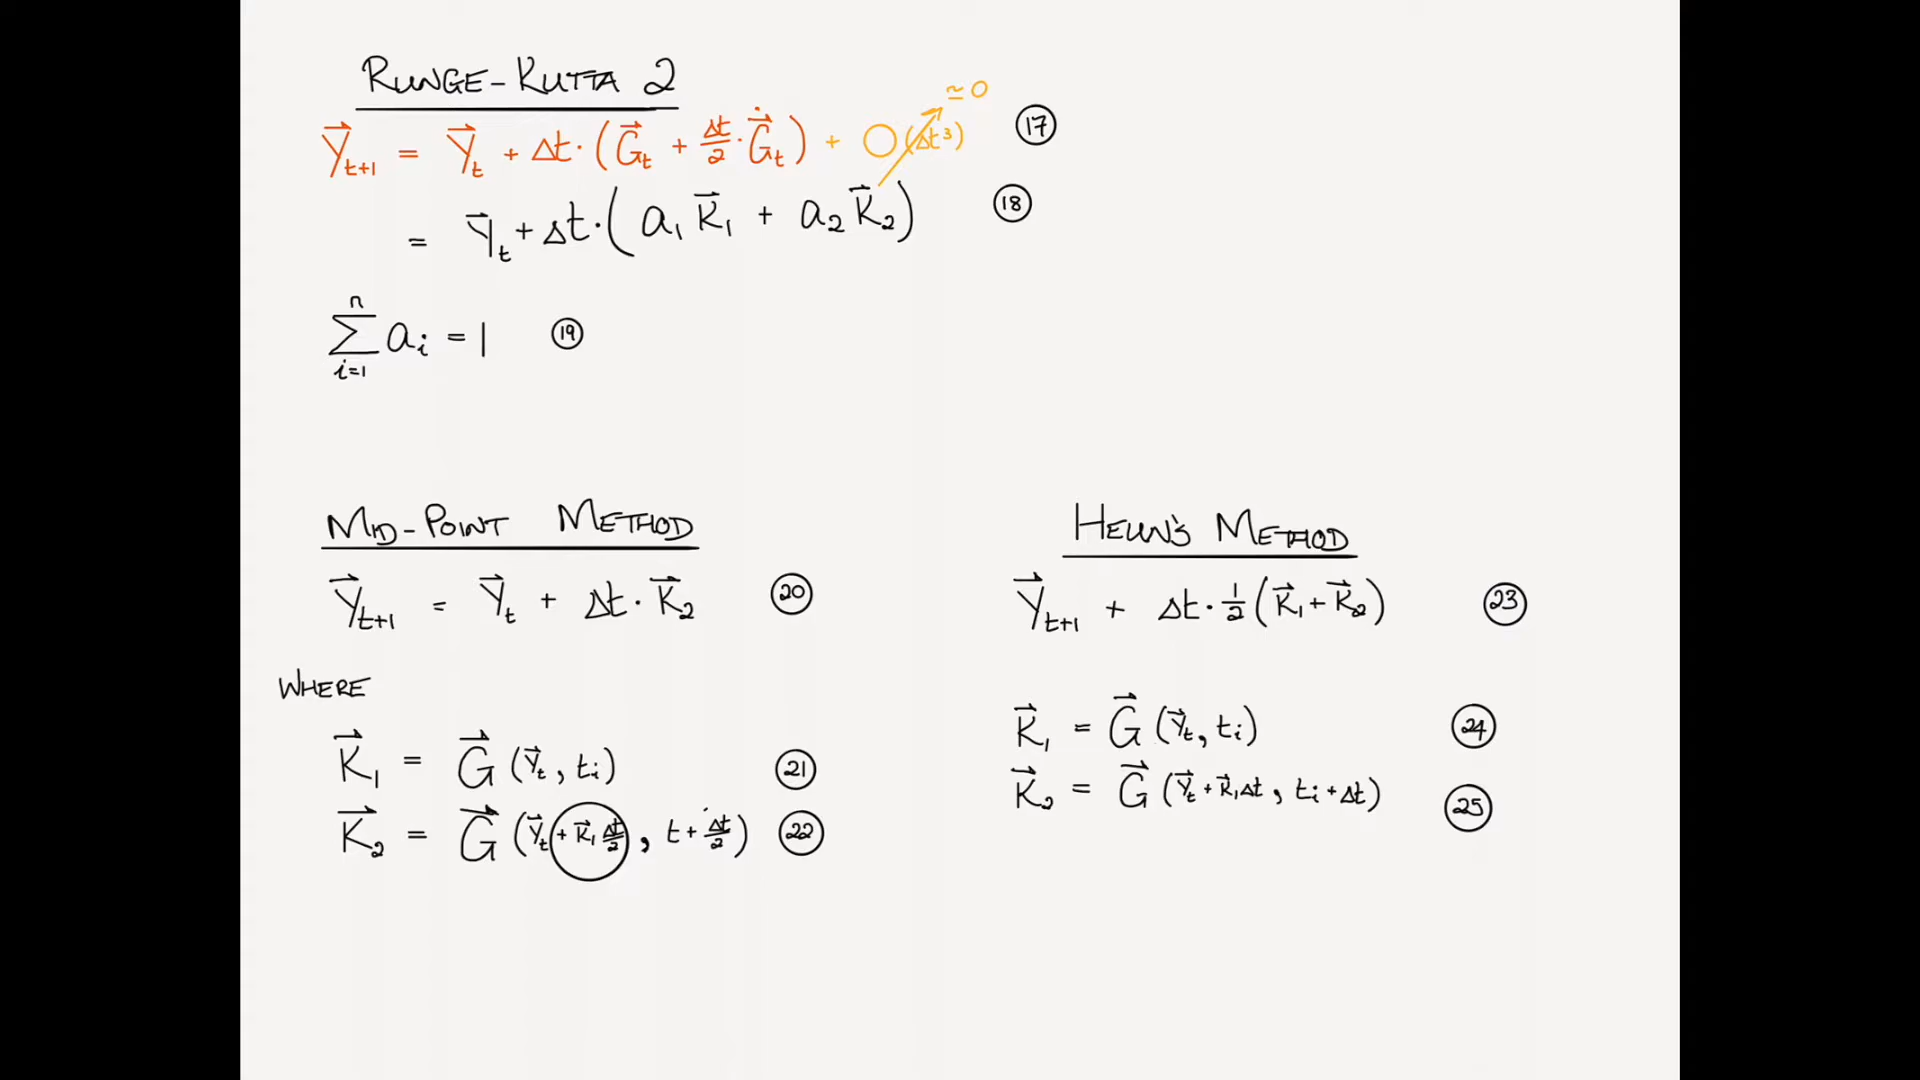 RUNGE-KUTTA 2
≃0
Y⃗ₜ₊₁ = Y⃗ₜ + Δt·(G⃗ₜ + Δt/2·G⃗̇ₜ) + O(Δt³) (17)
= Y⃗ₜ + Δt·(a₁K⃗₁ + a₂K⃗₂) (18)
n
∑ aᵢ = 1 (19)
i=1
MID-POINT METHOD
Y⃗ₜ₊₁ = Y⃗ₜ + Δt·K⃗₂ (20)
WHERE
K⃗₁ = G⃗(Y⃗ₜ, tᵢ) (21)
K⃗₂ = G⃗(Y⃗ₜ + K⃗₁ Δt/2, t + Δt/2) (22)
HEUN'S METHOD
Y⃗ₜ₊₁ + Δt·1/2(K⃗₁ + K⃗₂) (23)
K⃗₁ = G⃗(Y⃗ₜ, tᵢ) (24)
K⃗₂ = G⃗(Y⃗ₜ + K⃗₁Δt, tᵢ + Δt) (25)